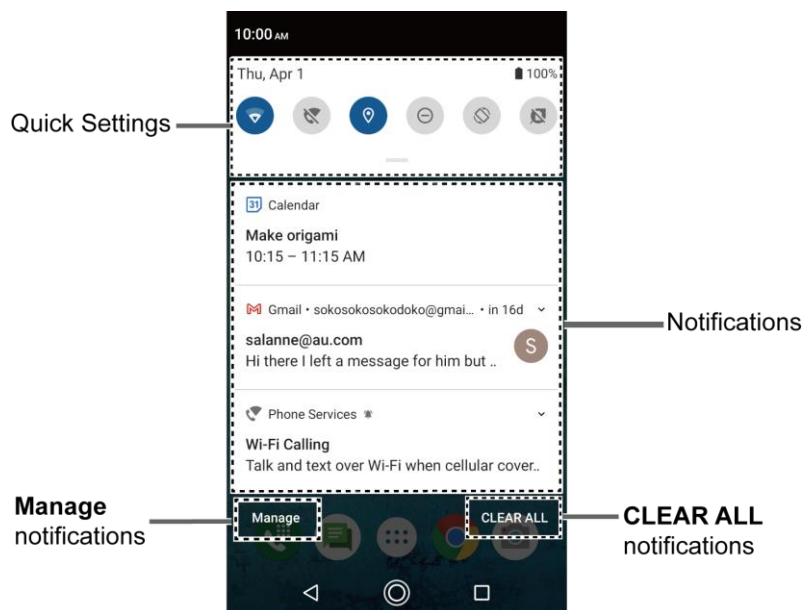 10:00 AM
Thu, Apr 1
100%
Quick Settings
31 Calendar
Make origami
10:15 – 11:15 AM
Gmail • sokosokosokodoko@gmai... • in 16d
salanne@au.com
S
Hi there I left a message for him but ..
Notifications
Phone Services
Wi-Fi Calling
Talk and text over Wi-Fi when cellular cover..
Manage
notifications
Manage
CLEAR ALL
CLEAR ALL
notifications